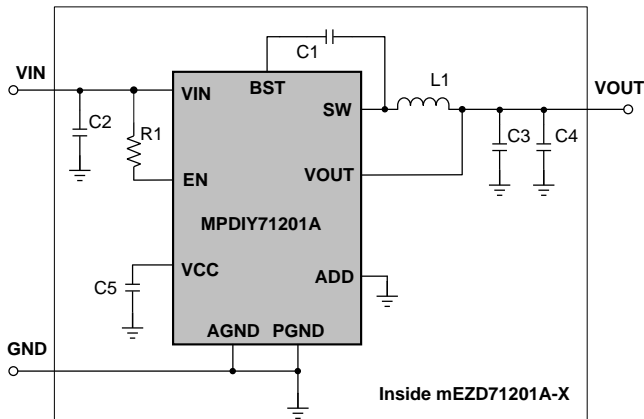 C1
VIN
VIN
BST
L1
VOUT
SW
C2
R1
C3
C4
EN
VOUT
MPDIY71201A
VCC
ADD
C5
AGND
PGND
GND
Inside mEZD71201A-X